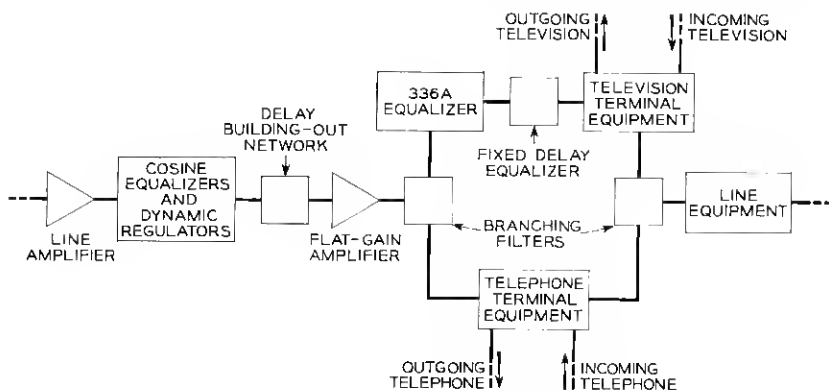 OUTGOING
TELEVISION
INCOMING
TELEVISION
336A
EQUALIZER
TELEVISION
TERMINAL
EQUIPMENT
DELAY
BUILDING-OUT
NETWORK
FIXED DELAY
EQUALIZER
COSINE
EQUALIZERS
AND
DYNAMIC
REGULATORS
LINE
EQUIPMENT
LINE
AMPLIFIER
FLAT-GAIN
AMPLIFIER
BRANCHING
FILTERS
TELEPHONE
TERMINAL
EQUIPMENT
OUTGOING
TELEPHONE
INCOMING
TELEPHONE